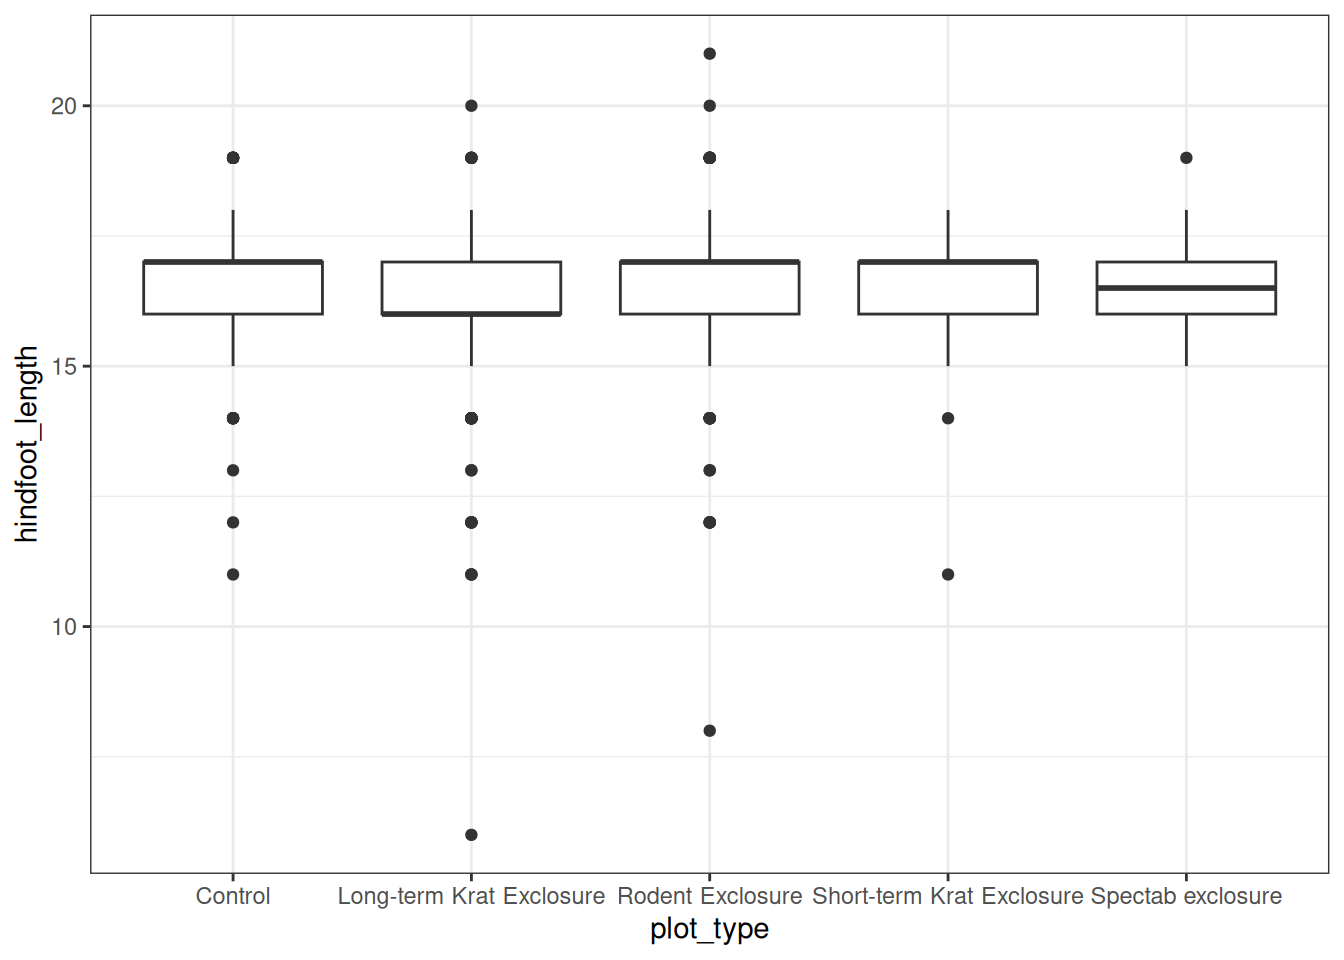 hindfoot_length
20
15
10
Control
Long-term Krat Exclosure
Rodent Exclosure
Short-term Krat Exclosure
Spectab exclosure
plot_type